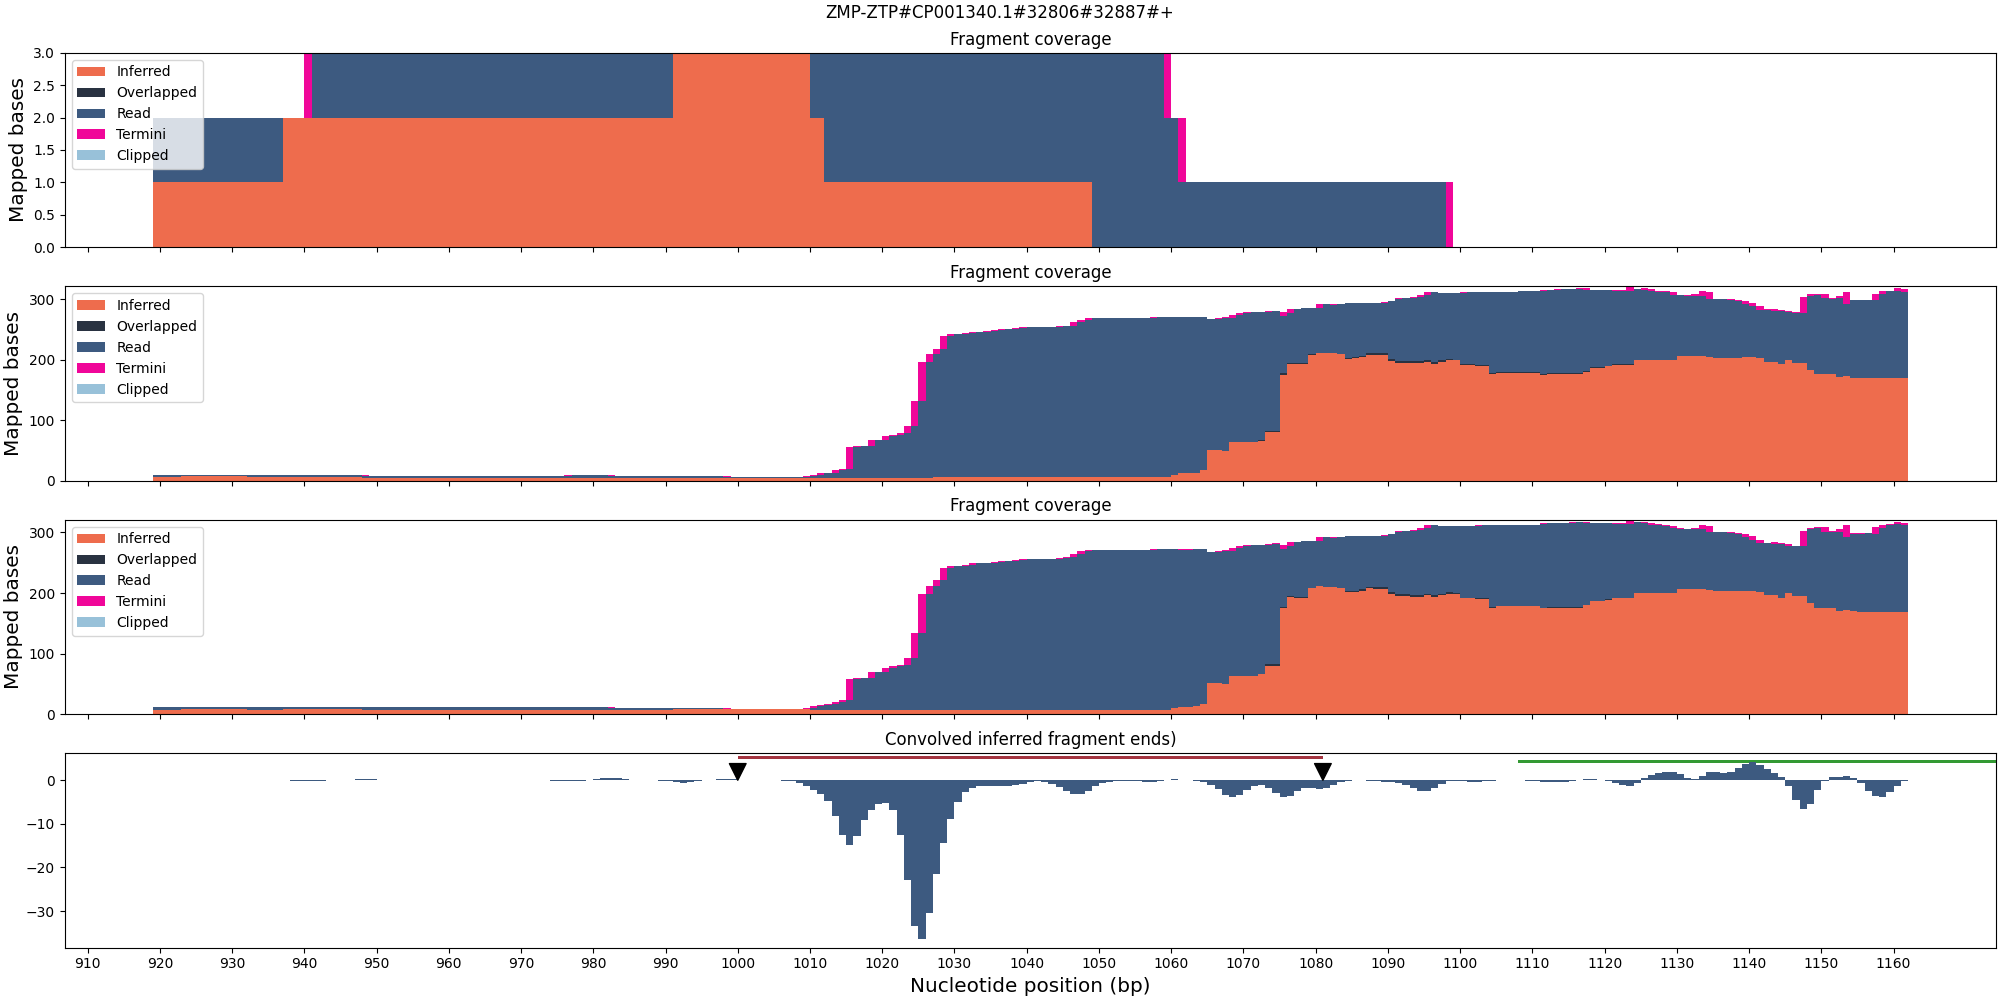 ZMP-ZTP#CP001340.1#32806#32887#+
Fragment coverage
Mapped bases
3.0
2.5
2.0
1.5
1.0
0.5
0.0
Inferred
Overlapped
Read
Termini
Clipped
Fragment coverage
Mapped bases
300
200
100
0
Inferred
Overlapped
Read
Termini
Clipped
Fragment coverage
Mapped bases
300
200
100
0
Inferred
Overlapped
Read
Termini
Clipped
Convolved inferred fragment ends)
0
−10
−20
−30
910 920 930 940 950 960 970 980 990 1000 1010 1020 1030 1040 1050 1060 1070 1080 1090 1100 1110 1120 1130 1140 1150 1160
Nucleotide position (bp)